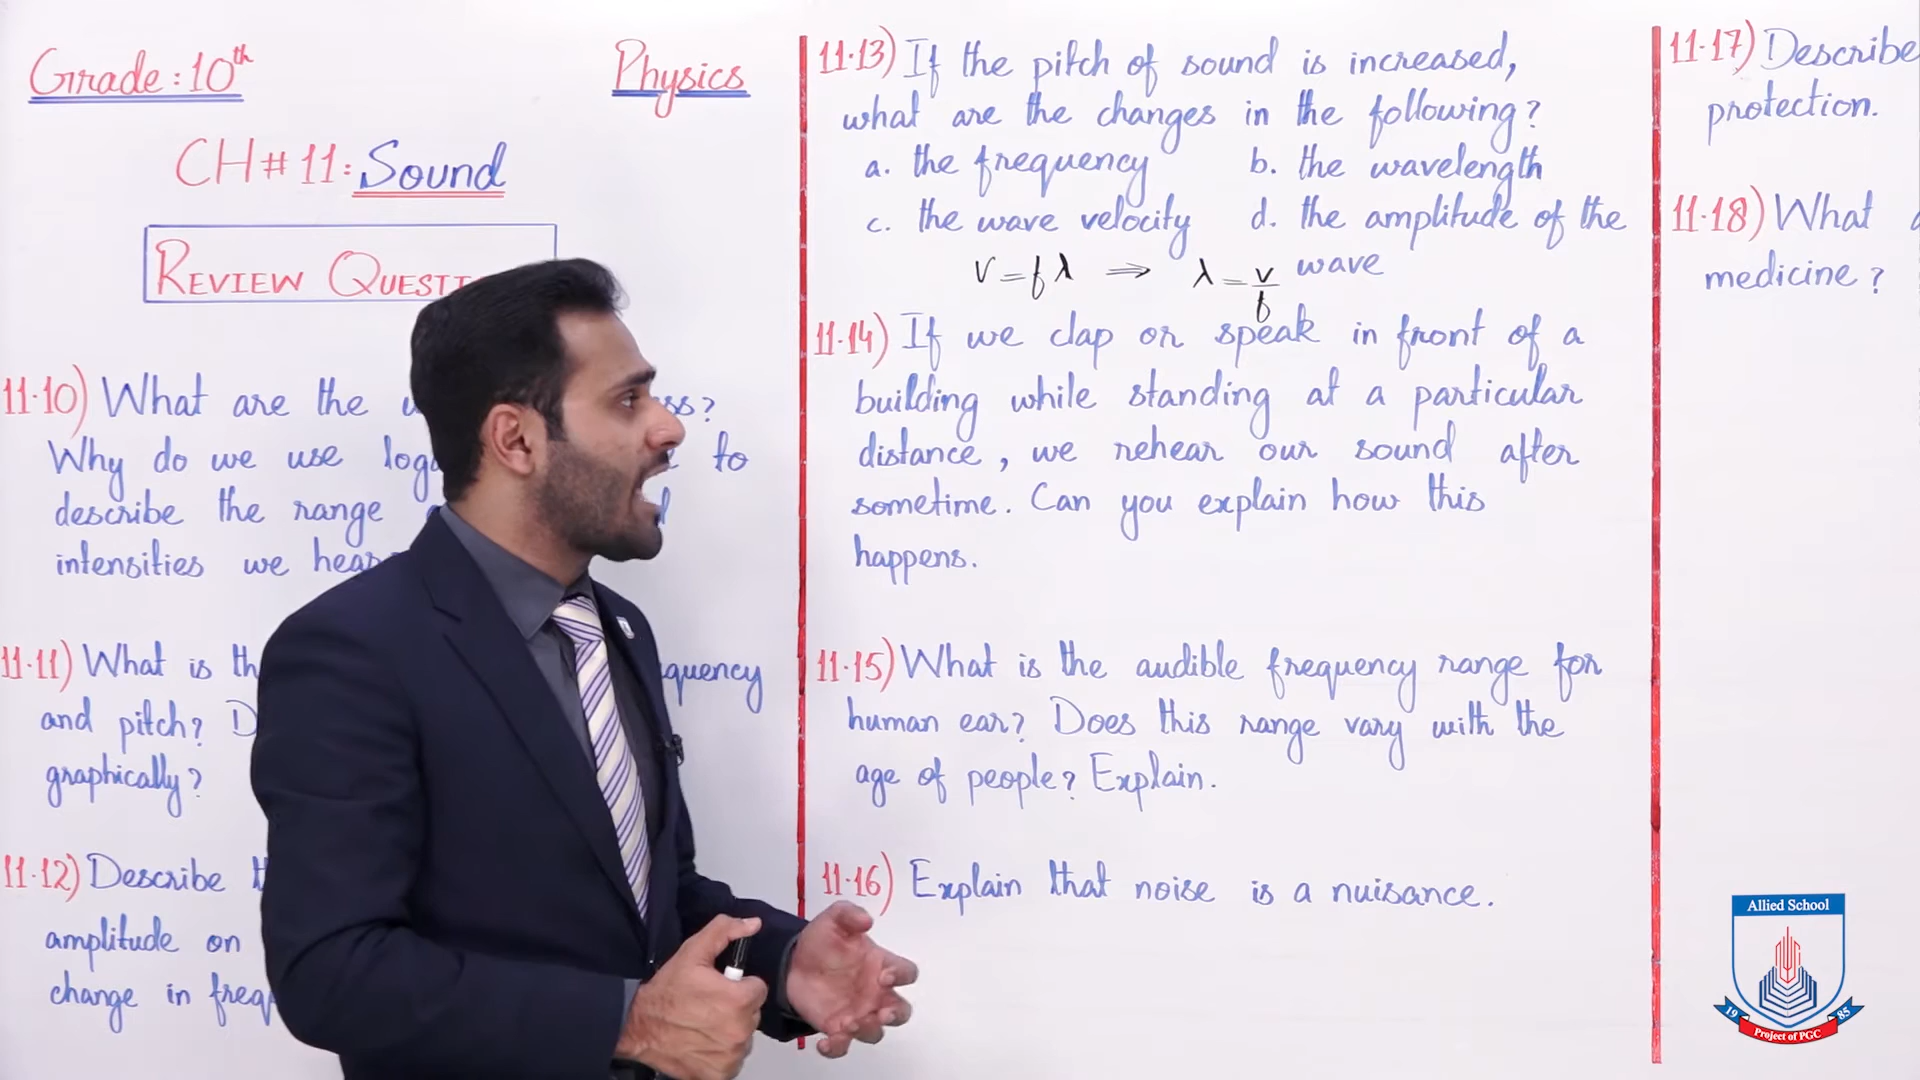 Grade: 10th
Physics
CH # 11: Sound
REVIEW
11.10) What are the
Why do we use to
describe the range
intensities we hear
11.11) What is
and pitch?
graphically?
11.12) Describe
amplitude on
change in
11.13) If the pitch of sound is increased,
what are the changes in the following?
a. the frequency b. the wavelength
c. the wave velocity d. the amplitude of the
wave
v = fλ ⇒ λ = v/f
11.14) If we clap or speak in front of a
building while standing at a particular
distance, we rehear our sound after
sometime. Can you explain how this
happens.
11.15) What is the audible frequency range for
human ear? Does this range vary with the
age of people? Explain.
11.16) Explain that noise is a nuisance.
11.17) Describe
protection.
11.18) What
medicine?
Allied School
19 85
Project of PGC